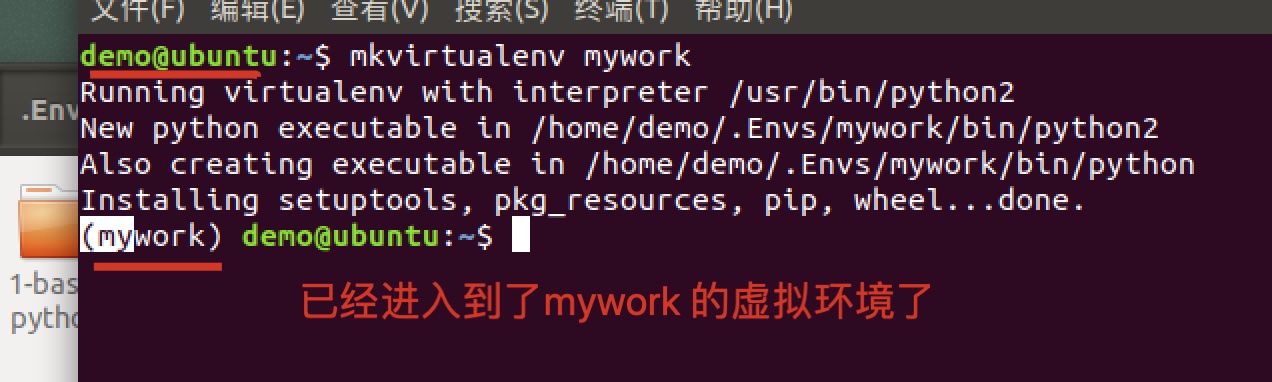 文件(F) 编辑(E) 查看(V) 搜索(S) 终端(T) 帮助(H)
demo@ubuntu:~$ mkvirtualenv mywork
Running virtualenv with interpreter /usr/bin/python2
.Env
New python executable in /home/demo/.Envs/mywork/bin/python2
Also creating executable in /home/demo/.Envs/mywork/bin/python
Installing setuptools, pkg_resources, pip, wheel...done.
(mywork) demo@ubuntu:~$
1-bas
pytho
已经进入到了mywork 的虚拟环境了